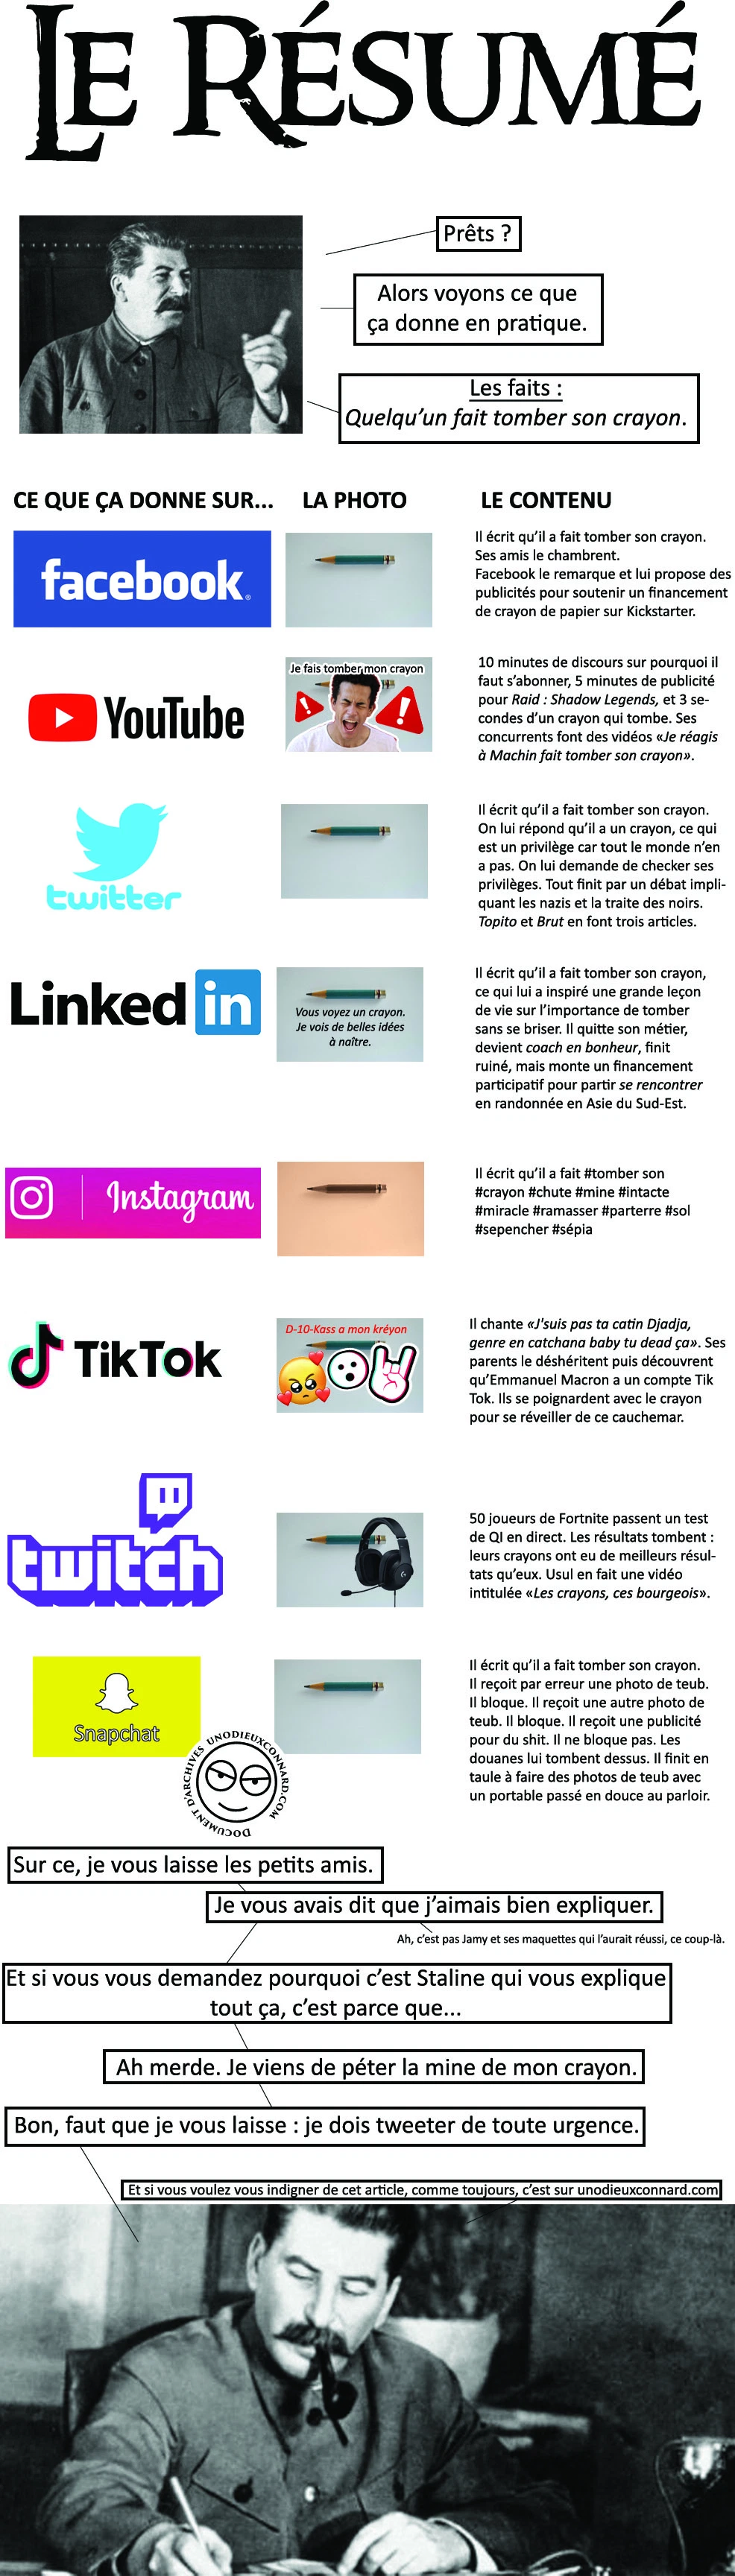 LE RÉSUMÉ
Prêts ?
Alors voyons ce que
ça donne en pratique.
Les faits :
Quelqu’un fait tomber son crayon.
CE QUE ÇA DONNE SUR... LA PHOTO LE CONTENU
facebook®
Il écrit qu’il a fait tomber son crayon.
Ses amis le chambrent.
Facebook le remarque et lui propose des
publicités pour soutenir un financement
de crayon de papier sur Kickstarter.
YouTube
Je fais tomber mon crayon
10 minutes de discours sur pourquoi il
faut s’abonner, 5 minutes de publicité
pour Raid : Shadow Legends, et 3 se-
condes d’un crayon qui tombe. Ses
concurrents font des vidéos «Je réagis
à Machin fait tomber son crayon».
twitter
Il écrit qu’il a fait tomber son crayon.
On lui répond qu’il a un crayon, ce qui
est un privilège car tout le monde n’en
a pas. On lui demande de checker ses
privilèges. Tout finit par un débat impli-
quant les nazis et la traite des noirs.
Topito et Brut en font trois articles.
Linked in
Vous voyez un crayon.
Je vois de belles idées
à naître.
Il écrit qu’il a fait tomber son crayon,
ce qui lui a inspiré une grande leçon
de vie sur l’importance de tomber
sans se briser. Il quitte son métier,
devient coach en bonheur, finit
ruiné, mais monte un financement
participatif pour partir se rencontrer
en randonnée en Asie du Sud-Est.
Instagram
Il écrit qu’il a fait #tomber son
#crayon #chute #mine #intacte
#miracle #ramasser #parterre #sol
#sepencher #sépia
TikTok
D-10-Kass a mon kréyon
Il chante «J'suis pas ta catin Djadja,
genre en catchana baby tu dead ça». Ses
parents le déshéritent puis découvrent
qu’Emmanuel Macron a un compte Tik
Tok. Ils se poignardent avec le crayon
pour se réveiller de ce cauchemar.
twitch
50 joueurs de Fortnite passent un test
de QI en direct. Les résultats tombent :
leurs crayons ont eu de meilleurs résul-
tats qu’eux. Usul en fait une vidéo
intitulée «Les crayons, ces bourgeois».
Snapchat
Il écrit qu’il a fait tomber son crayon.
Il reçoit par erreur une photo de teub.
Il bloque. Il reçoit une autre photo de
teub. Il bloque. Il reçoit une publicité
pour du shit. Il ne bloque pas. Les
douanes lui tombent dessus. Il finit en
taule à faire des photos de teub avec
un portable passé en douce au parloir.
DOCUMENT D'ARCHIVES UNODIEUXCONNARD.COM
Sur ce, je vous laisse les petits amis.
Je vous avais dit que j’aimais bien expliquer.
Ah, c’est pas Jamy et ses maquettes qui l’aurait réussi, ce coup-là.
Et si vous vous demandez pourquoi c’est Staline qui vous explique
tout ça, c’est parce que...
Ah merde. Je viens de péter la mine de mon crayon.
Bon, faut que je vous laisse : je dois tweeter de toute urgence.
Et si vous voulez vous indigner de cet article, comme toujours, c’est sur unodieuxconnard.com